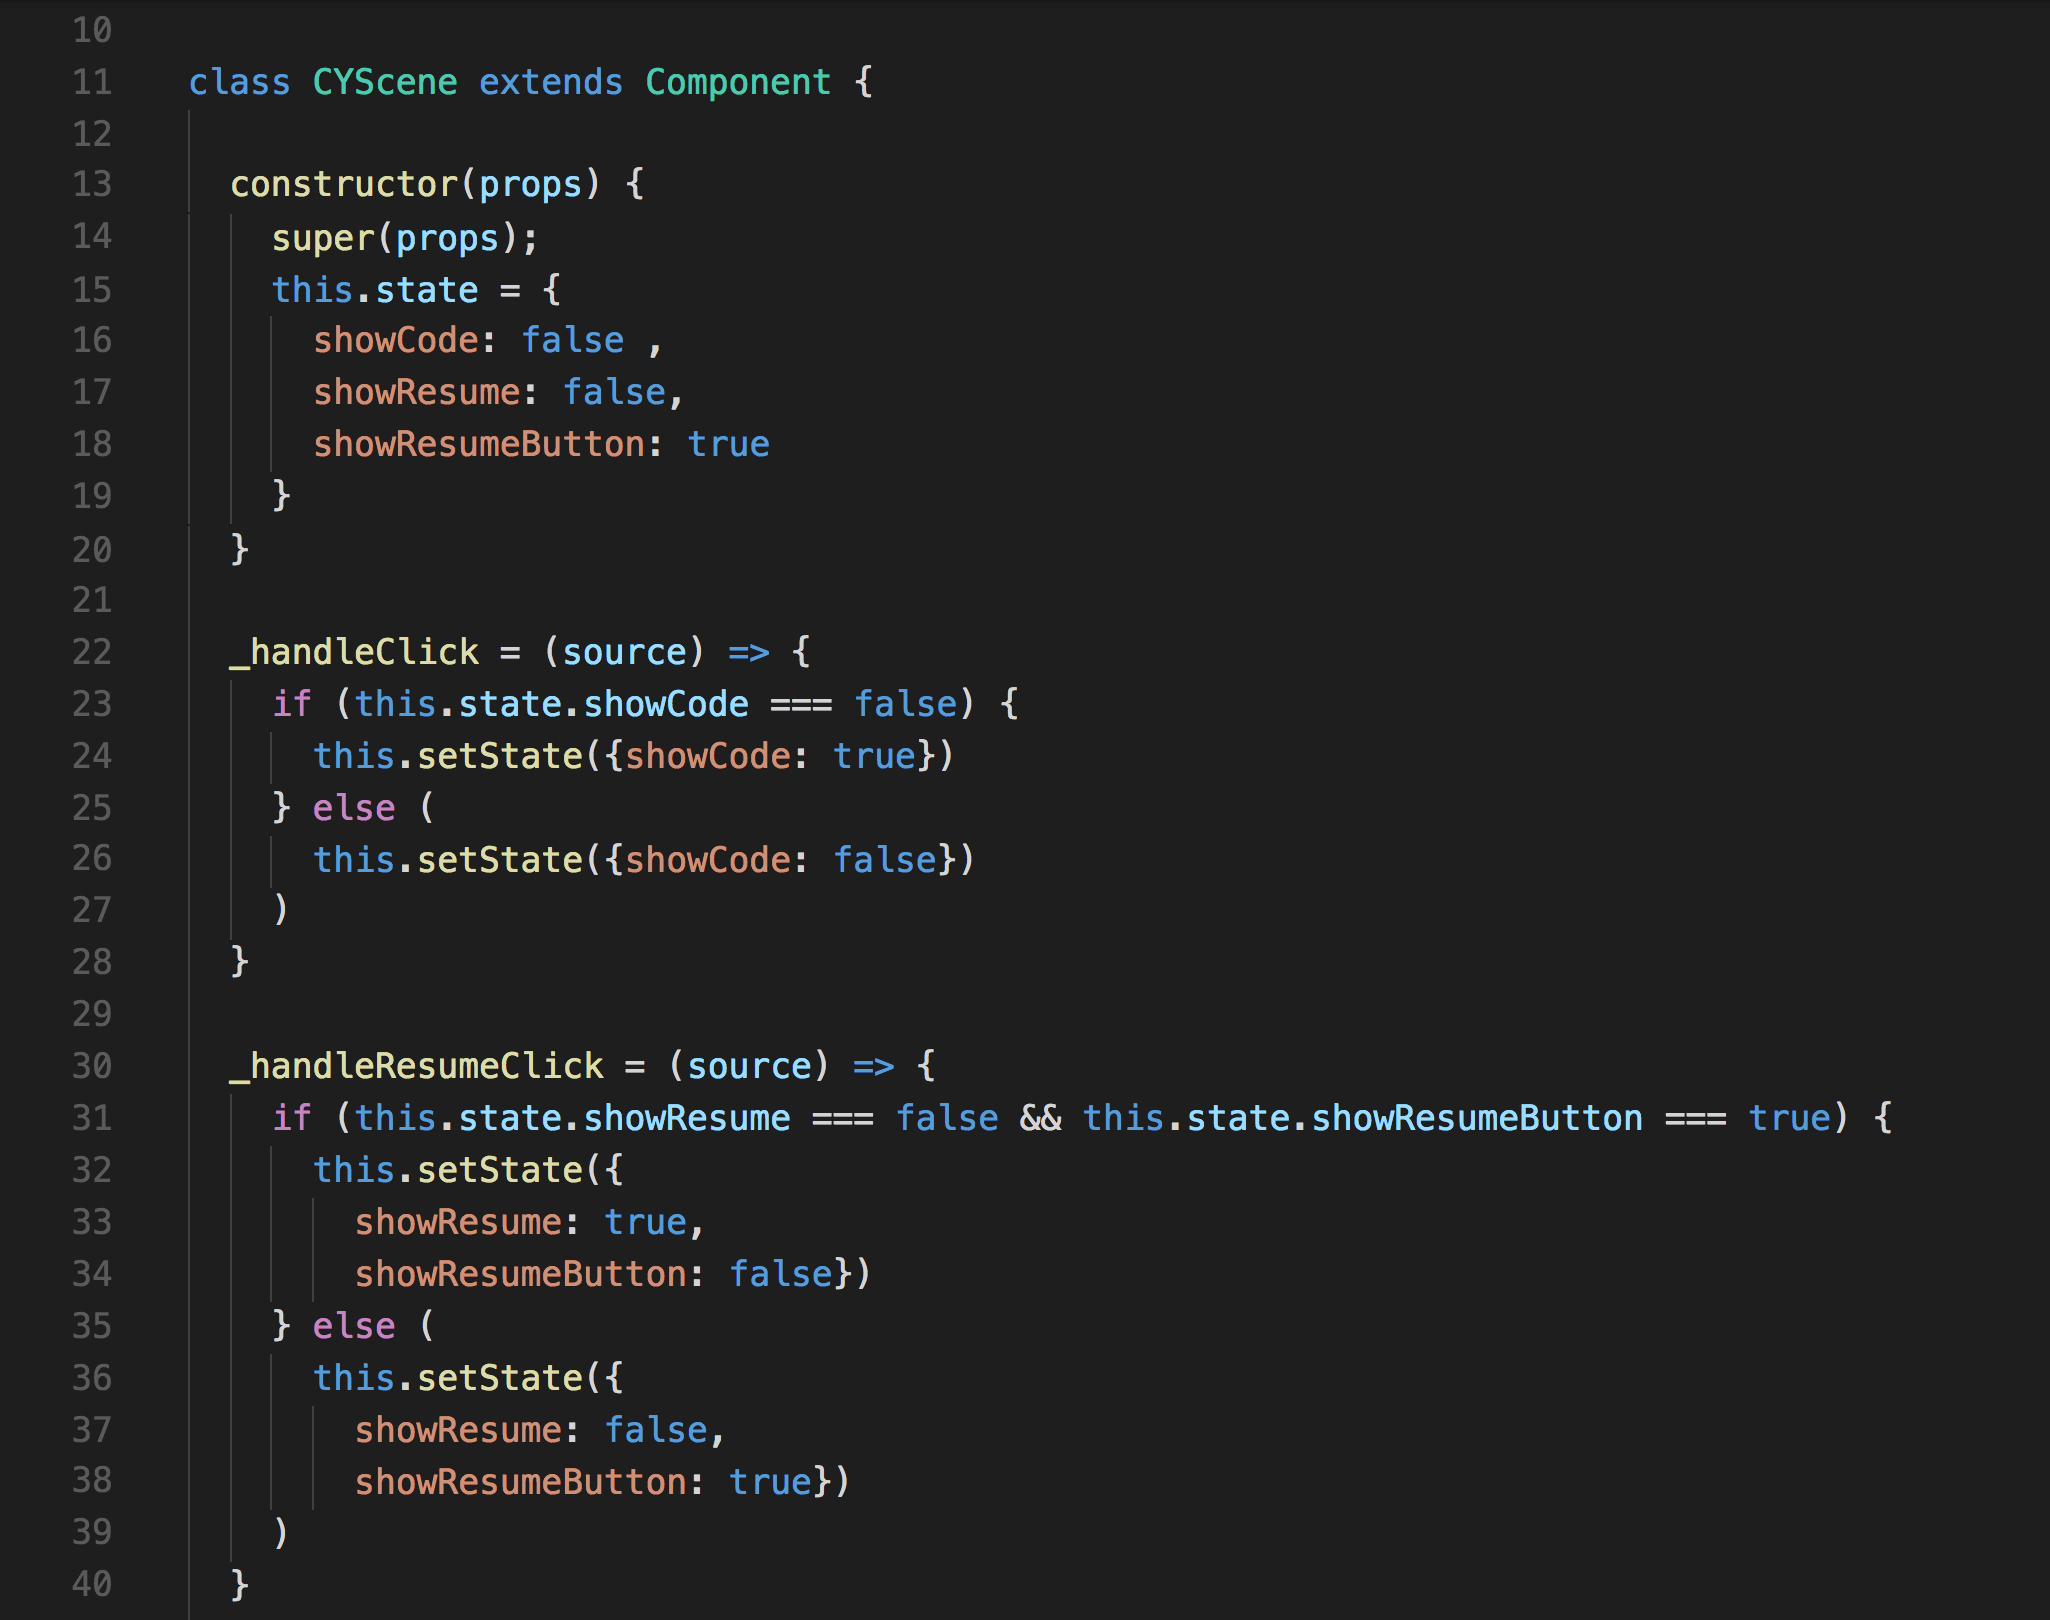 10
11 class CYScene extends Component {
12
13 constructor(props) {
14 super(props);
15 this.state = {
16 showCode: false ,
17 showResume: false,
18 showResumeButton: true
19 }
20 }
21
22 _handleClick = (source) => {
23 if (this.state.showCode === false) {
24 this.setState({showCode: true})
25 } else (
26 this.setState({showCode: false})
27 )
28 }
29
30 _handleResumeClick = (source) => {
31 if (this.state.showResume === false && this.state.showResumeButton === true) {
32 this.setState({
33 showResume: true,
34 showResumeButton: false})
35 } else (
36 this.setState({
37 showResume: false,
38 showResumeButton: true})
39 )
40 }